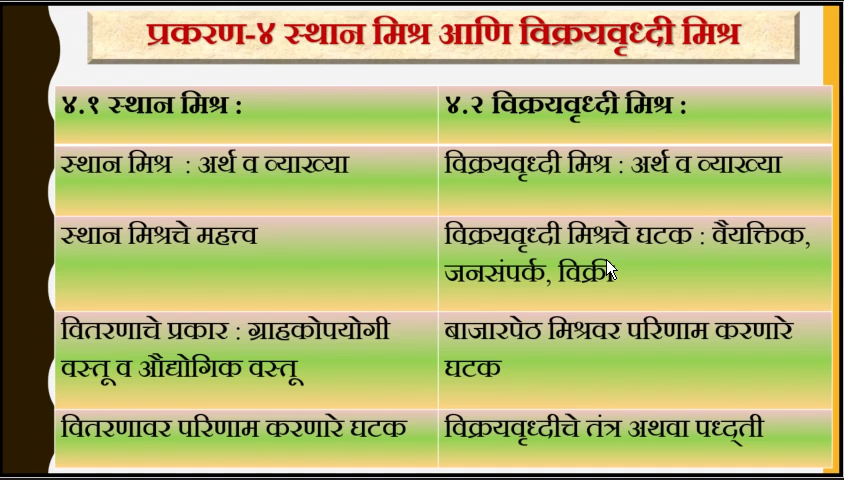 प्रकरण-४ स्थान मिश्र आणि विक्रयवृध्दी मिश्र
४.१ स्थान मिश्र :
४.२ विक्रयवृध्दी मिश्र :
स्थान मिश्र : अर्थ व व्याख्या
विक्रयवृध्दी मिश्र : अर्थ व व्याख्या
स्थान मिश्रचे महत्त्व
विक्रयवृध्दी मिश्रचे घटक : वैयक्तिक,
जनसंपर्क, विक्री
वितरणाचे प्रकार : ग्राहकोपयोगी
वस्तू व औद्योगिक वस्तू
बाजारपेठ मिश्रवर परिणाम करणारे
घटक
वितरणावर परिणाम करणारे घटक
विक्रयवृध्दीचे तंत्र अथवा पध्द्ती